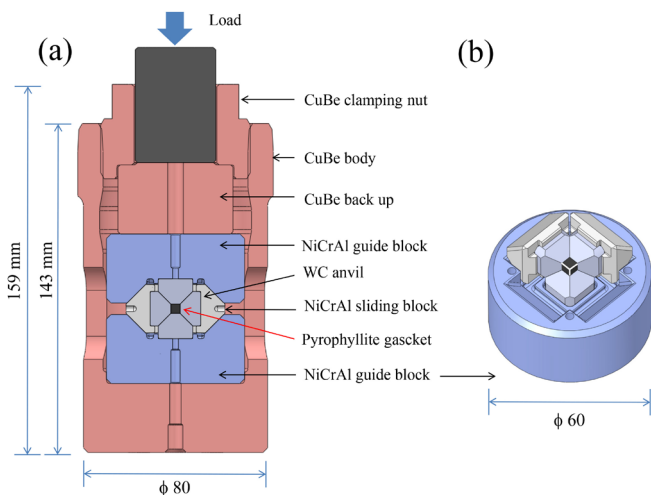 Load
(a)
(b)
CuBe clamping nut
CuBe body
CuBe back up
NiCrAl guide block
WC anvil
NiCrAl sliding block
Pyrophyllite gascket
NiCrAl guide block
159 mm
143 mm
ϕ 80
ϕ 60